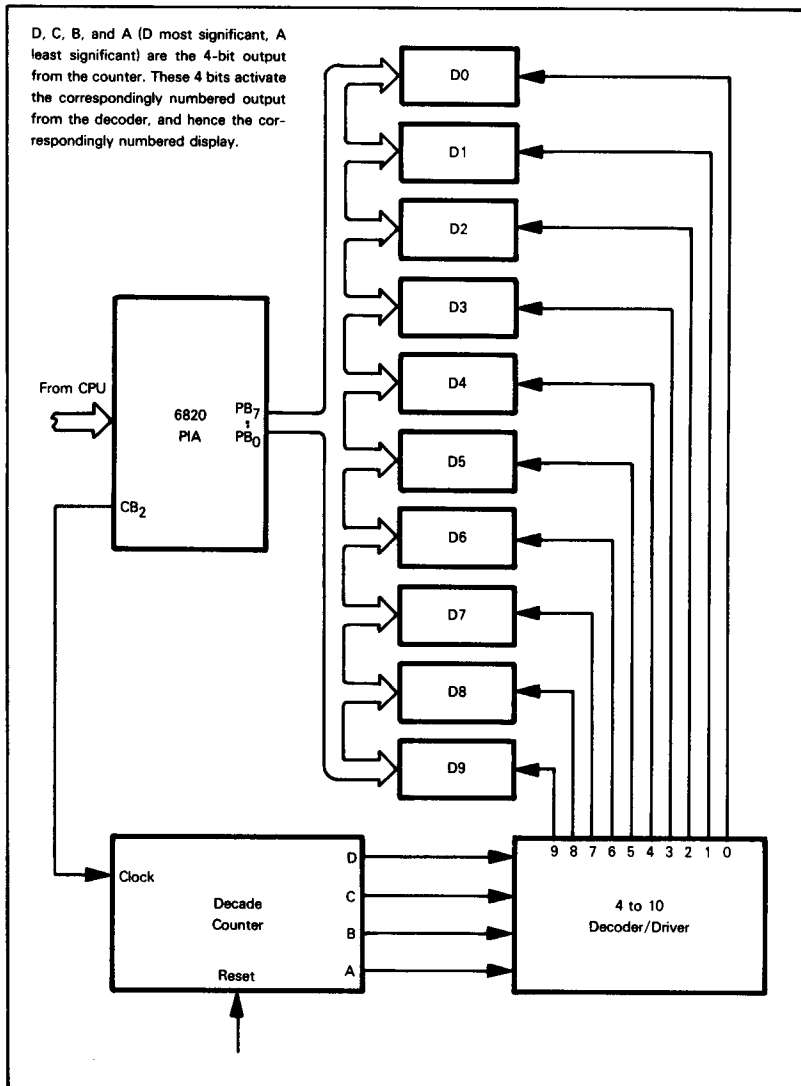 D, C, B, and A (D most significant, A
least significant) are the 4-bit output
from the counter. These 4 bits activate
the correspondingly numbered output
from the decoder, and hence the cor-
respondingly numbered display.
D0
D1
D2
D3
D4
D5
D6
D7
D8
D9
From CPU
6820
PIA
PB7
PB0
CB2
9 8 7 6 5 4 3 2 1 0
Clock
Decade
Counter
Reset
D
C
B
A
4 to 10
Decoder/Driver